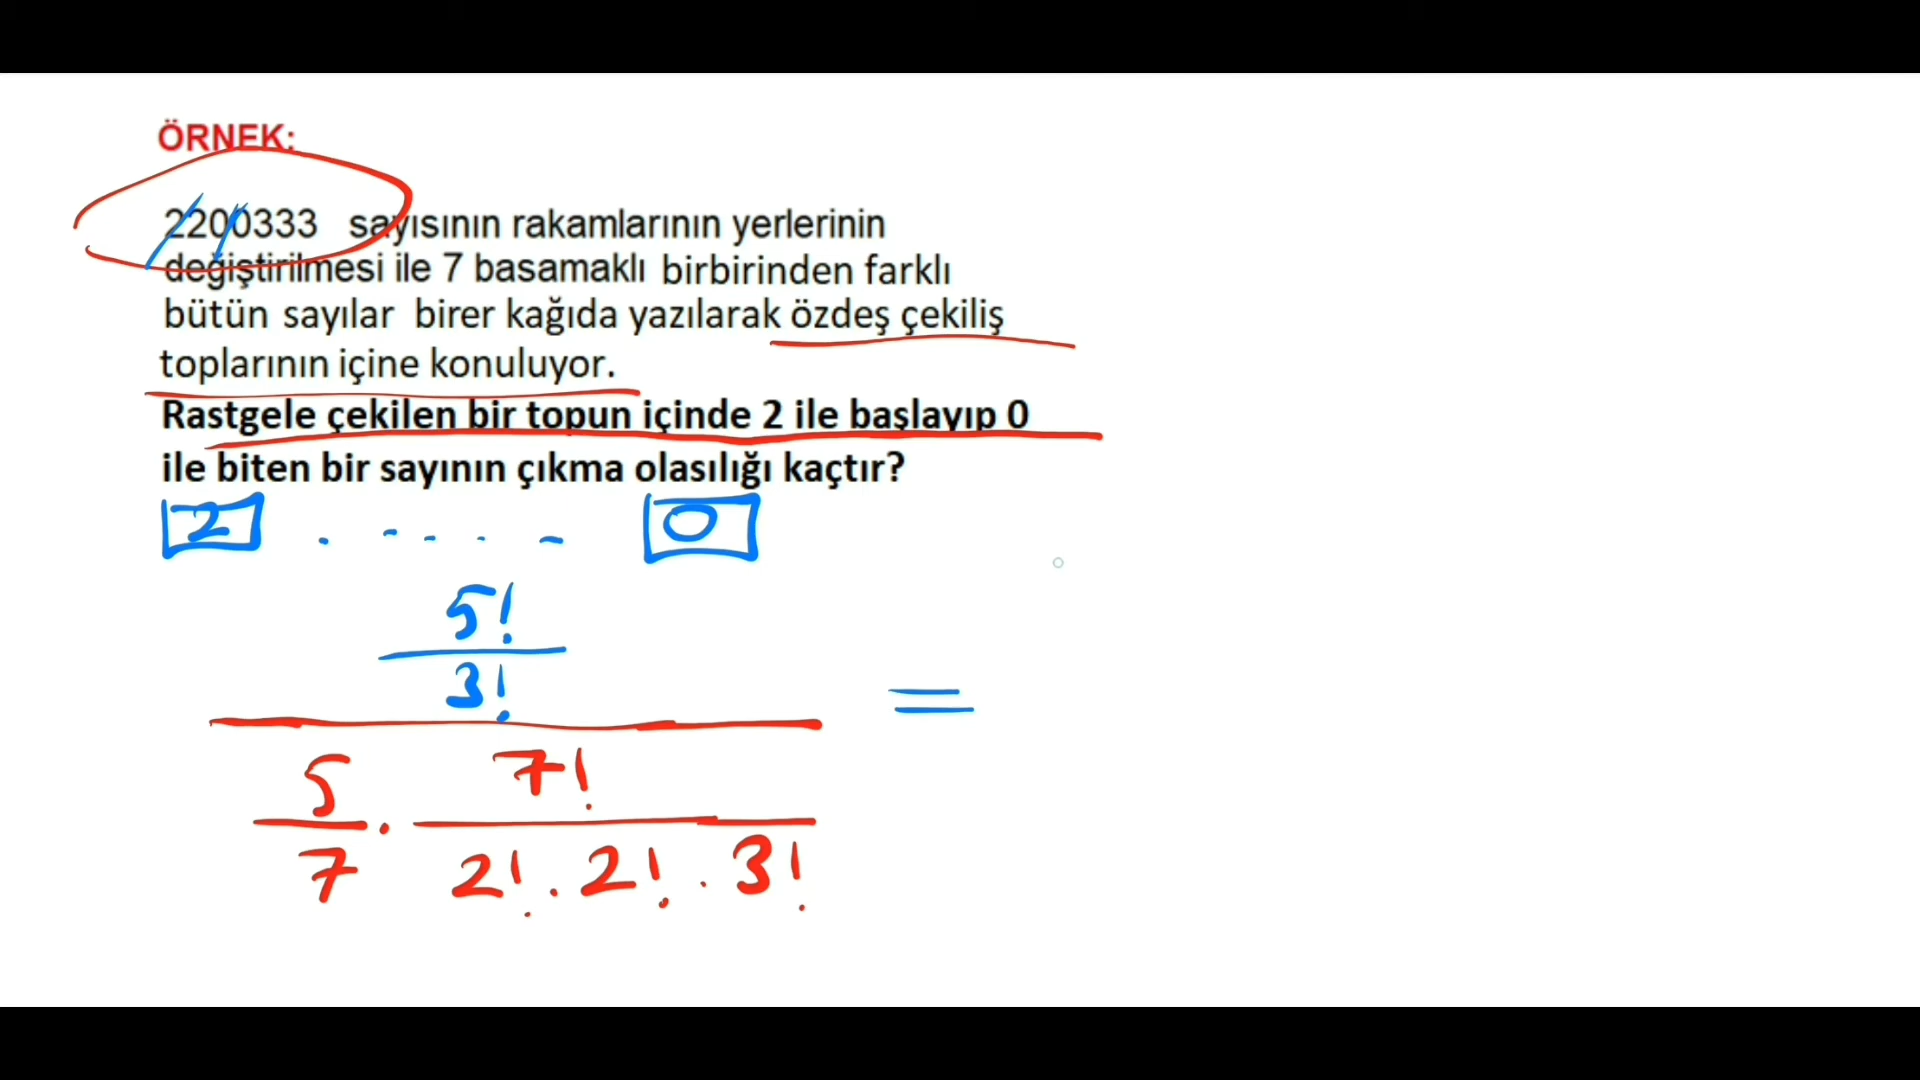 ÖRNEK:
2200333 sayısının rakamlarının yerlerinin
değiştirilmesi ile 7 basamaklı birbirinden farklı
bütün sayılar birer kağıda yazılarak özdeş çekiliş
toplarının içine konuluyor.
Rastgele çekilen bir topun içinde 2 ile başlayıp 0
ile biten bir sayının çıkma olasılığı kaçtır?
2 . . . . . 0
5!
3!
=
5 . 7!
7 2! . 2! . 3!